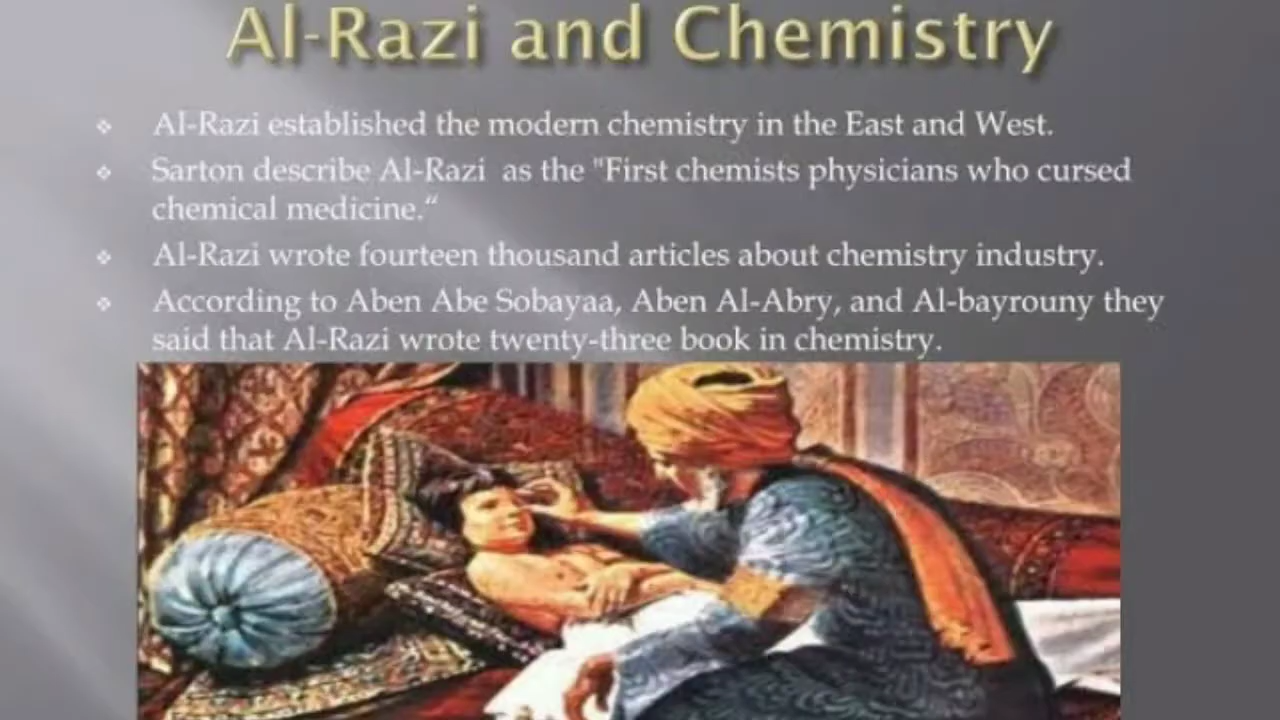 Al-Razi and Chemistry
Al-Razi established the modern chemistry in the East and West.
Sarton describe Al-Razi  as the "First chemists physicians who cursed
chemical medicine.“
Al-Razi wrote fourteen thousand articles about chemistry industry.
According to Aben Abe Sobayaa, Aben Al-Abry, and Al-bayrouny they
said that Al-Razi wrote twenty-three book in chemistry.